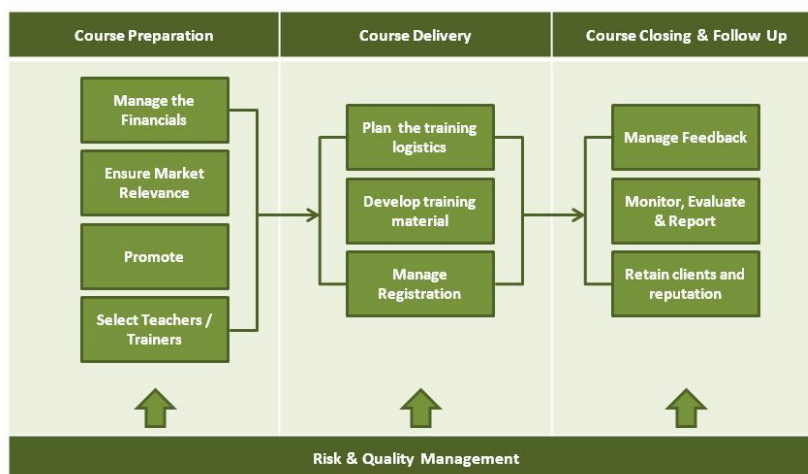 Course Preparation
Course Delivery
Course Closing & Follow Up
Manage the
Financials
Ensure Market
Relevance
Promote
Select Teachers /
Trainers
Plan the training
logistics
Develop training
material
Manage
Registration
Manage Feedback
Monitor, Evaluate
& Report
Retain clients and
reputation
Risk & Quality Management